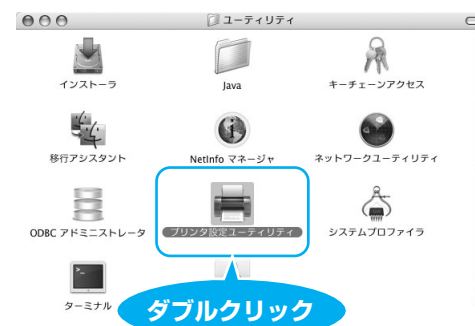 ユーティリティ
インストーラ
Java
キーチェーンアクセス
移行アシスタント
NetInfo マネージャ
ネットワークユーティリティ
ODBC アドミニストレータ
プリンタ設定ユーティリティ
システムプロファイラ
ターミナル
ダブルクリック